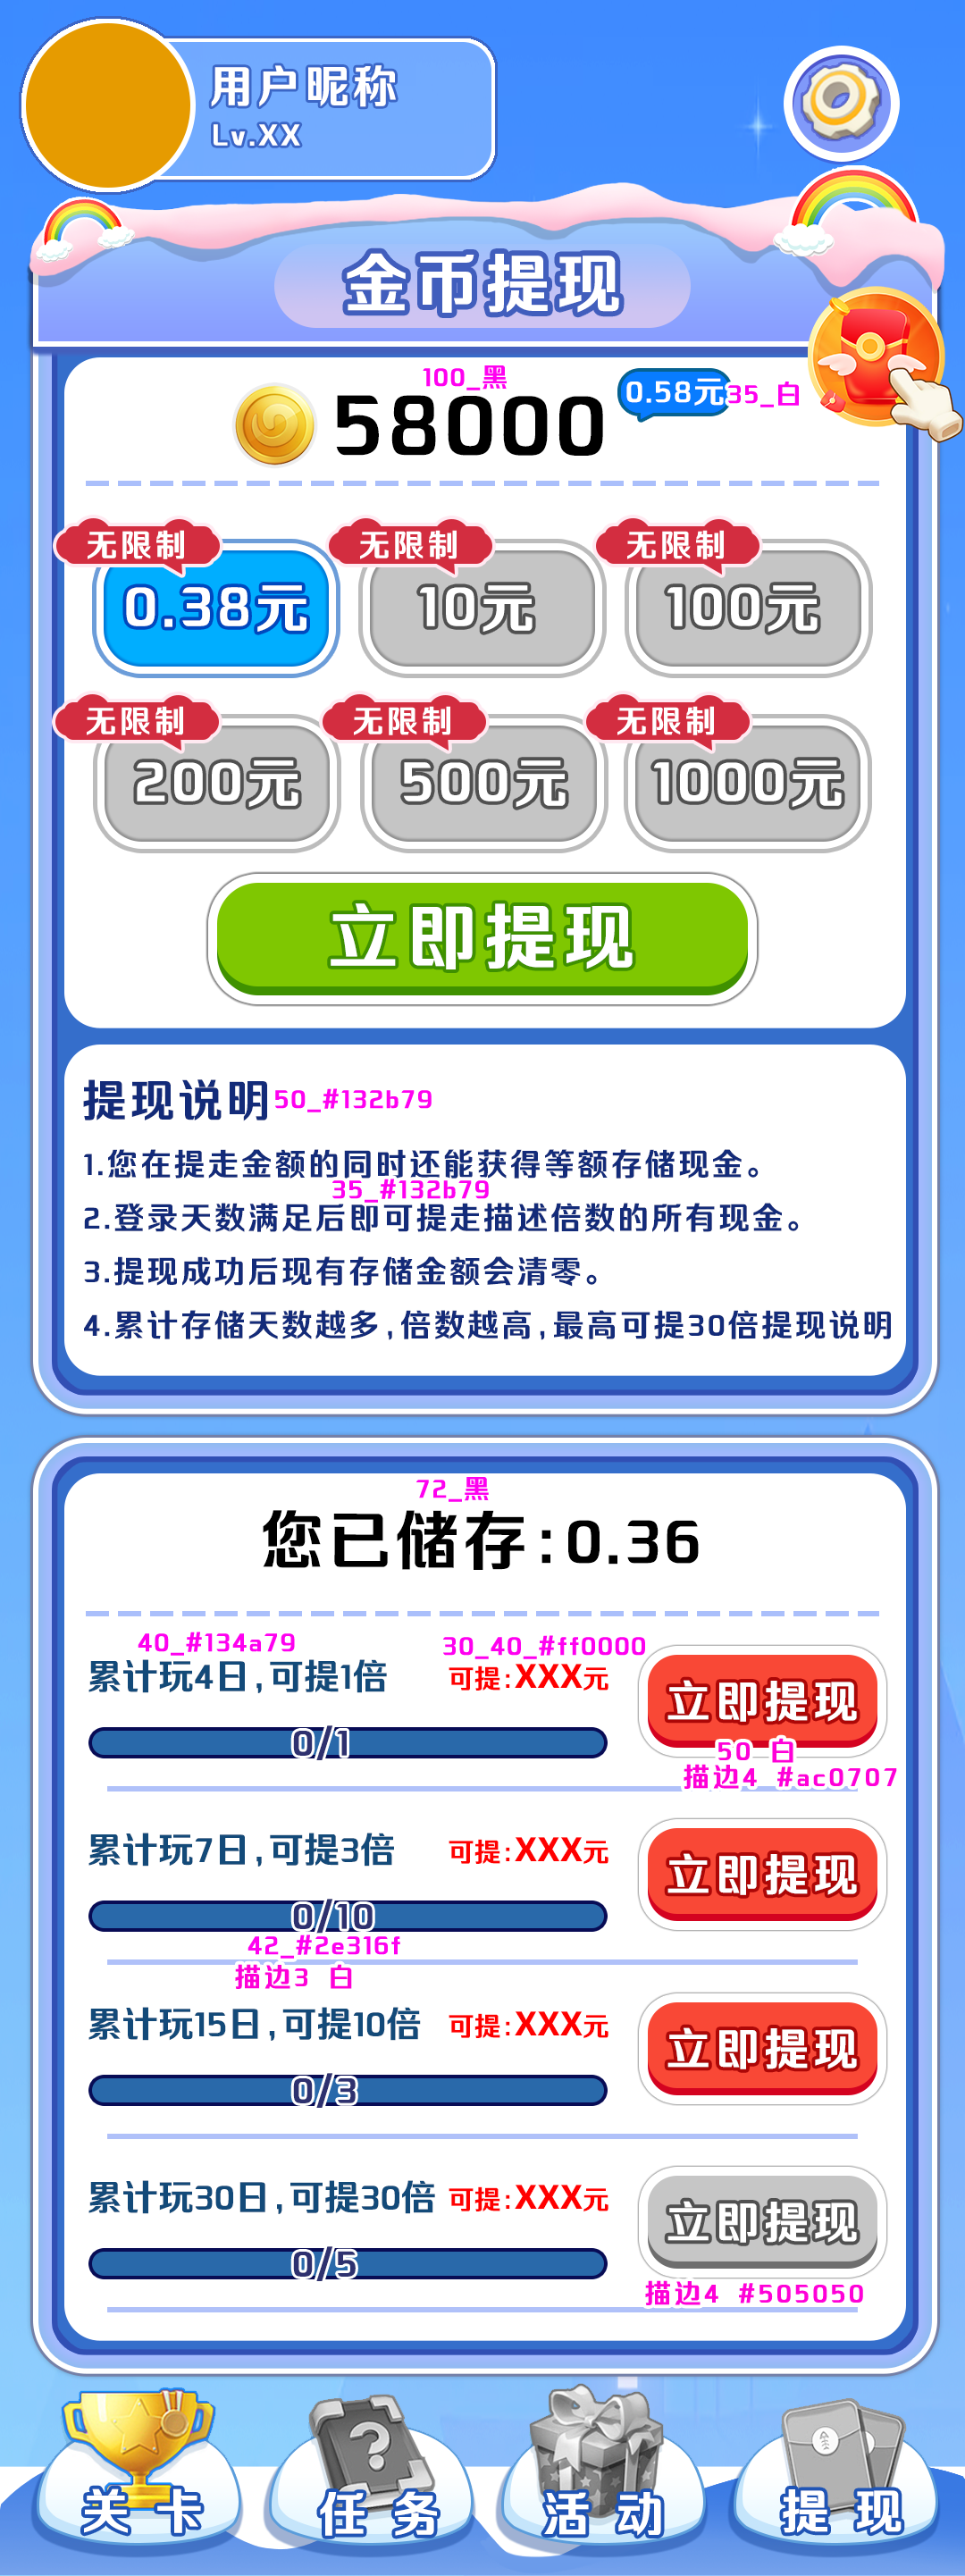 用户昵称
Lv.XX
金币提现
100_黑
58000
0.58元
35_白
无限制
无限制
无限制
0.38元
10元
100元
无限制
无限制
无限制
200元
500元
1000元
立即提现
提现说明
50_#132b79
1.您在提走金额的同时还能获得等额存储现金。
35_#132b79
2.登录天数满足后即可提走描述倍数的所有现金。
3.提现成功后现有存储金额会清零。
4.累计存储天数越多,倍数越高,最高可提30倍提现说明
72_黑
您已储存:0.36
40_#134a79
30_40_#ff0000
累计玩4日,可提1倍
可提:XXX元
立即提现
0/1
50 白
描边4 #ac0707
累计玩7日,可提3倍
可提:XXX元
立即提现
0/10
42_#2e316f
描边3 白
累计玩15日,可提10倍
可提:XXX元
立即提现
0/3
累计玩30日,可提30倍
可提:XXX元
立即提现
0/5
描边4 #505050
关卡
任务
活动
提现